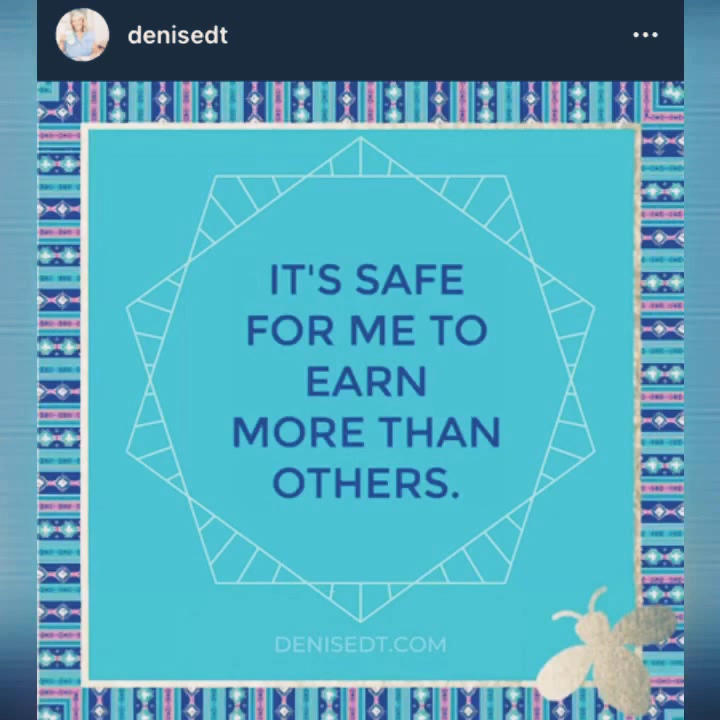 denisedt
IT'S SAFE
FOR ME TO
EARN
MORE THAN
OTHERS.
DENISEDT.COM